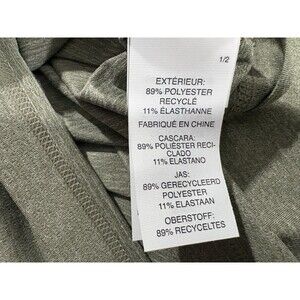 1/2
EXTÉRIEUR:
89% POLYESTER
RECYCLÉ
11% ÉLASTHANNE
FABRIQUÉ EN CHINE
CASCARA:
89% POLIÉSTER RECI-
CLADO
11% ELASTANO
JAS:
89% GERECYCLEERD
POLYESTER
11% ELASTAAN
OBERSTOFF:
89% RECYCELTES